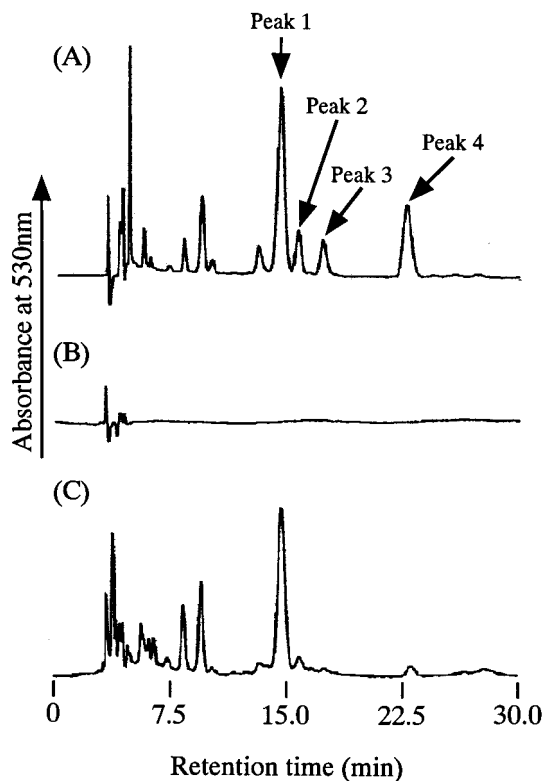 Peak 1
(A)
Peak 2
Peak 3
Peak 4
Absorbance at 530nm
(B)
(C)
0
7.5
15.0
22.5
30.0
Retention time (min)